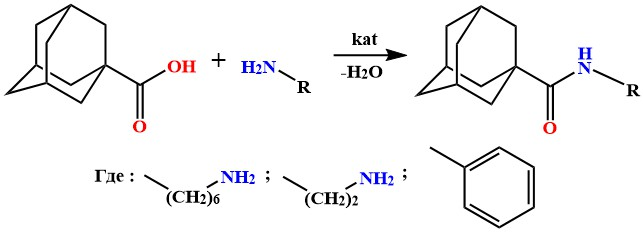 kat
OH + H2N H N
-H2O
R R
O O
Где : NH2 ; NH2 ;
(CH2)6 (CH2)2